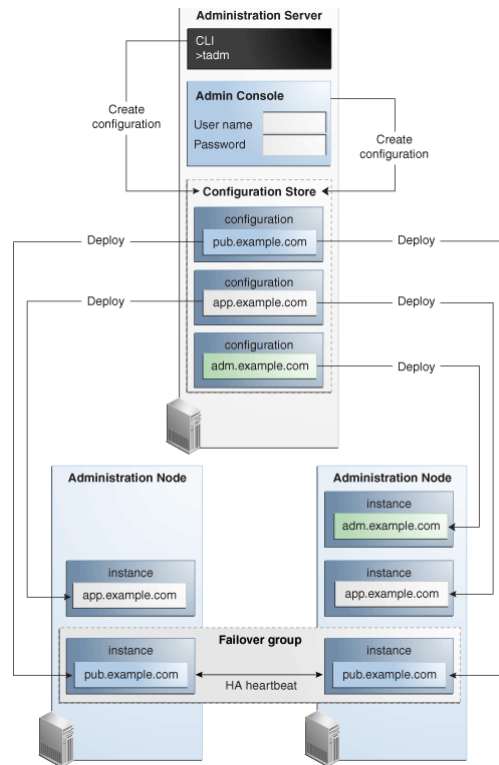 Administration Server
CLI
>tadm
Admin Console
User name
Password
Create
configuration
Create
configuration
Configuration Store
configuration
pub.example.com
Deploy
Deploy
configuration
app.example.com
Deploy
Deploy
configuration
adm.example.com
Deploy
Administration Node
instance
app.example.com
Administration Node
instance
adm.example.com
instance
app.example.com
Failover group
instance
pub.example.com
HA heartbeat
instance
pub.example.com